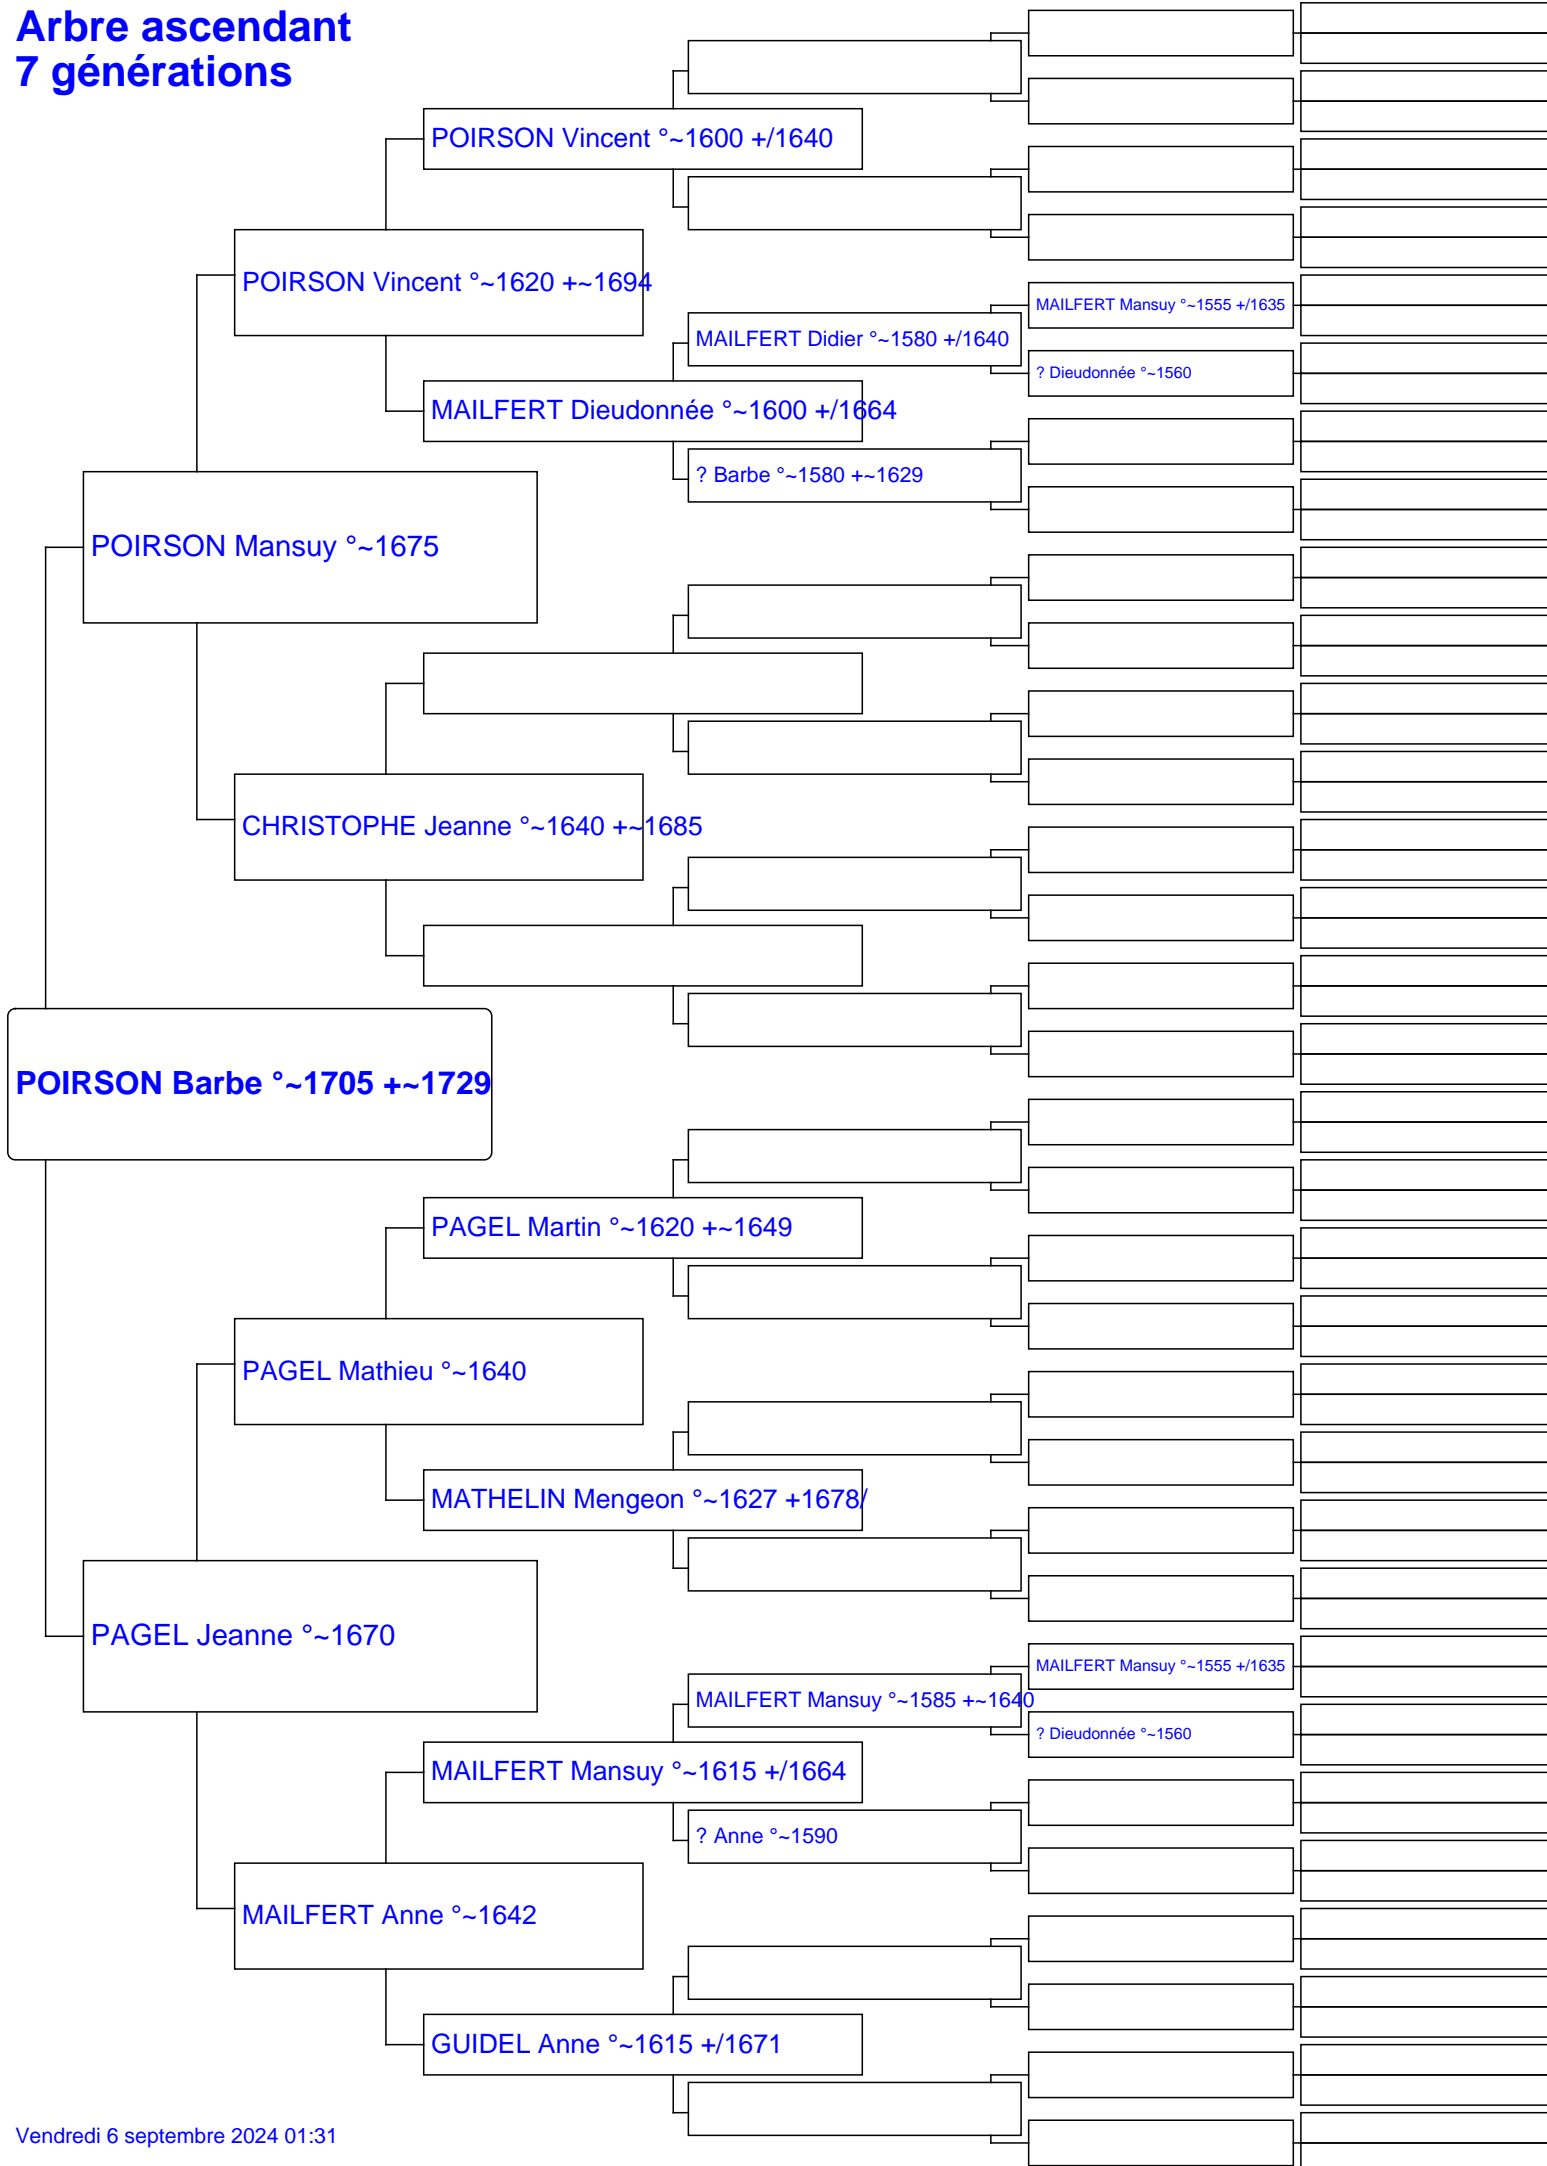 Arbre ascendant
7 générations
POIRSON Vincent °~1600 +/1640
POIRSON Vincent °~1620 +~1694
MAILFERT Mansuy °~1555 +/1635
MAILFERT Didier °~1580 +/1640
? Dieudonnée °~1560
MAILFERT Dieudonnée °~1600 +/1664
? Barbe °~1580 +~1629
POIRSON Mansuy °~1675
CHRISTOPHE Jeanne °~1640 +~1685
POIRSON Barbe °~1705 +~1729
PAGEL Martin °~1620 +~1649
PAGEL Mathieu °~1640
MATHELIN Mengeon °~1627 +1678/
PAGEL Jeanne °~1670
MAILFERT Mansuy °~1555 +/1635
MAILFERT Mansuy °~1585 +~1640
? Dieudonnée °~1560
MAILFERT Mansuy °~1615 +/1664
? Anne °~1590
MAILFERT Anne °~1642
GUIDEL Anne °~1615 +/1671
Vendredi 6 septembre 2024 01:31